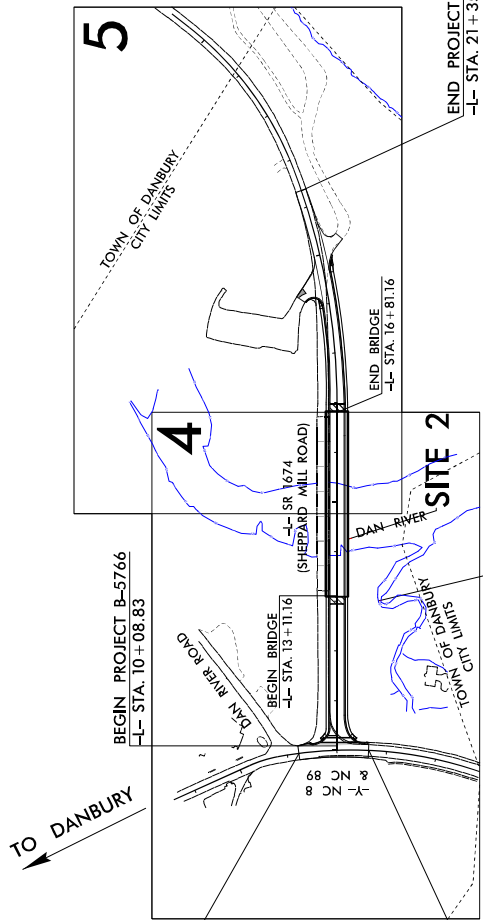 5
END PROJECT
-L- STA. 21+3
TOWN OF DANBURY
CITY LIMITS
END BRIDGE
-L- STA. 16+81.16
4
-L- SR 1674
(SHEPPARD MILL ROAD)
SITE 2
DAN RIVER
BEGIN PROJECT B-5766
-L- STA. 10+08.83
DAN RIVER ROAD
BEGIN BRIDGE
-L- STA. 13+11.16
TOWN OF DANBURY
CITY LIMITS
-Y- NC 8
& NC 89
TO DANBURY